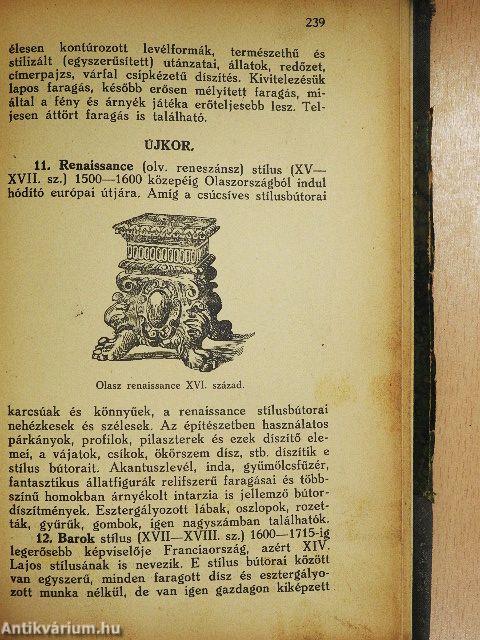 239
élesen kontúrozott levélformák, természethű és
stilizált (egyszerűsített) utánzatai, állatok, redőzet,
címerpajzs, várfal csipkézetű díszítés. Kivitelezésük
lapos faragás, később erősen mélyített faragás, mi-
által a fény és árnyék játéka erőteljesebb lesz. Tel-
jesen áttört faragás is található.
ÚJKOR.
11. Renaissance (olv. reneszánsz) stílus (XV—
XVII. sz.) 1500—1600 közepéig Olaszországból indul
hódító európai útjára. Amíg a csúcsíves stílusbútorai
Olasz renaissance XVI. század.
karcsúak és könnyűek, a renaissance stílusbútorai
nehézkesek és szélesek. Az építészetben használatos
párkányok, profilok, pilaszterek és ezek díszítő ele-
mei, a vájatok, csíkok, ökörszem dísz, stb. díszítik e
stílus bútorait. Akantuszlevél, inda, gyümölcsfüzér,
fantasztikus állatfigurák relifszerű faragásai és több-
színű homokban árnyékolt intarzia is jellemző bútor-
díszítmények. Esztergályozott lábak, oszlopok, rozet-
ták, gyűrűk, gombok, igen nagyszámban találhatók.
12. Barok stílus (XVII—XVIII. sz.) 1600—1715-ig
legerősebb képviselője Franciaország, azért XIV.
Lajos stílusának is nevezik. E stílus bútorai között
van egyszerű, minden faragott dísz és esztergályo-
zott munka nélkül, de van igen gazdagon kiképzett
Antikvárium.hu